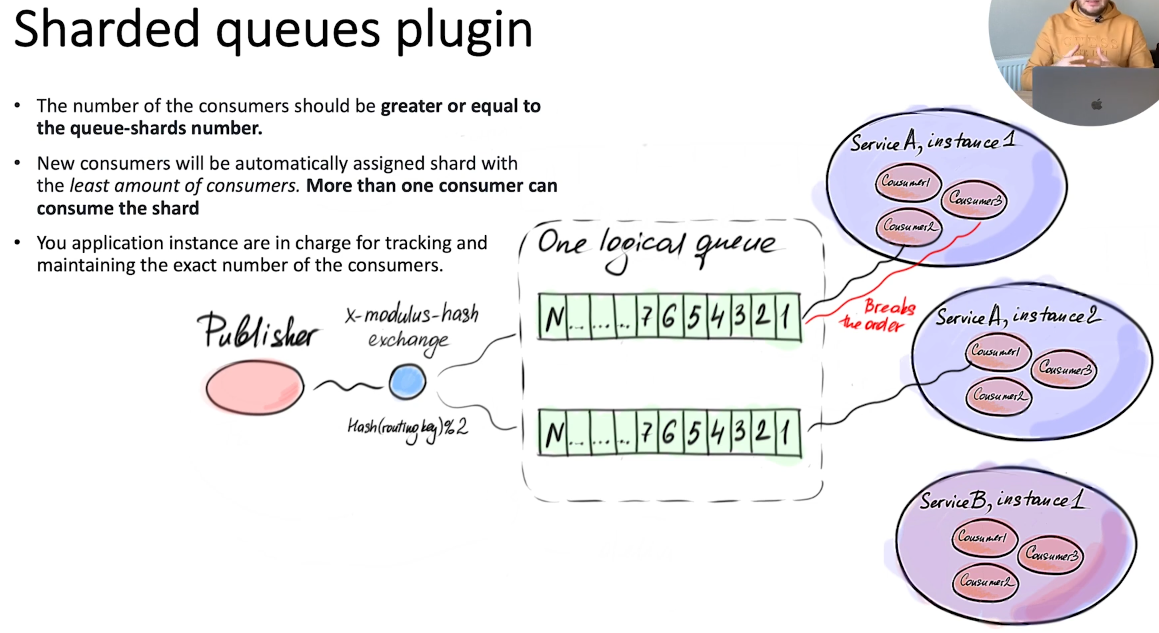 Sharded queues plugin
• The number of the consumers should be greater or equal to
the queue-shards number.
• New consumers will be automatically assigned shard with
the least amount of consumers. More than one consumer can
consume the shard
• You application instance are in charge for tracking and
maintaining the exact number of the consumers.
Publisher
X-modulus-hash
exchange
Hash(routing key)%2
One logical queue
N ... ... .. 7 6 5 4 3 2 1
N ... ... .. 7 6 5 4 3 2 1
Breaks
the order
Service A, instance 1
Consumer1
Consumer3
Consumer2
Service A, instance 2
Consumer1
Consumer3
Consumer2
Service B, instance 1
Consumer1
Consumer3
Consumer2